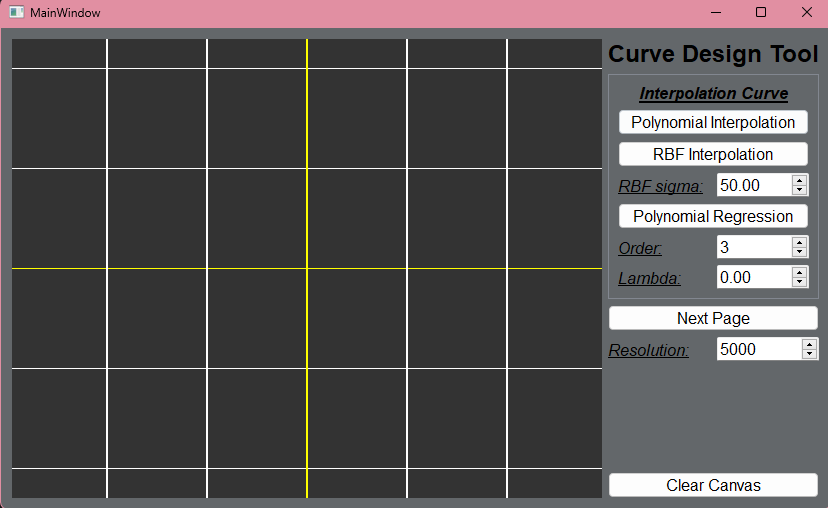 MainWindow
Curve Design Tool
Interpolation Curve
Polynomial Interpolation
RBF Interpolation
RBF sigma: 50.00
Polynomial Regression
Order: 3
Lambda: 0.00
Next Page
Resolution: 5000
Clear Canvas